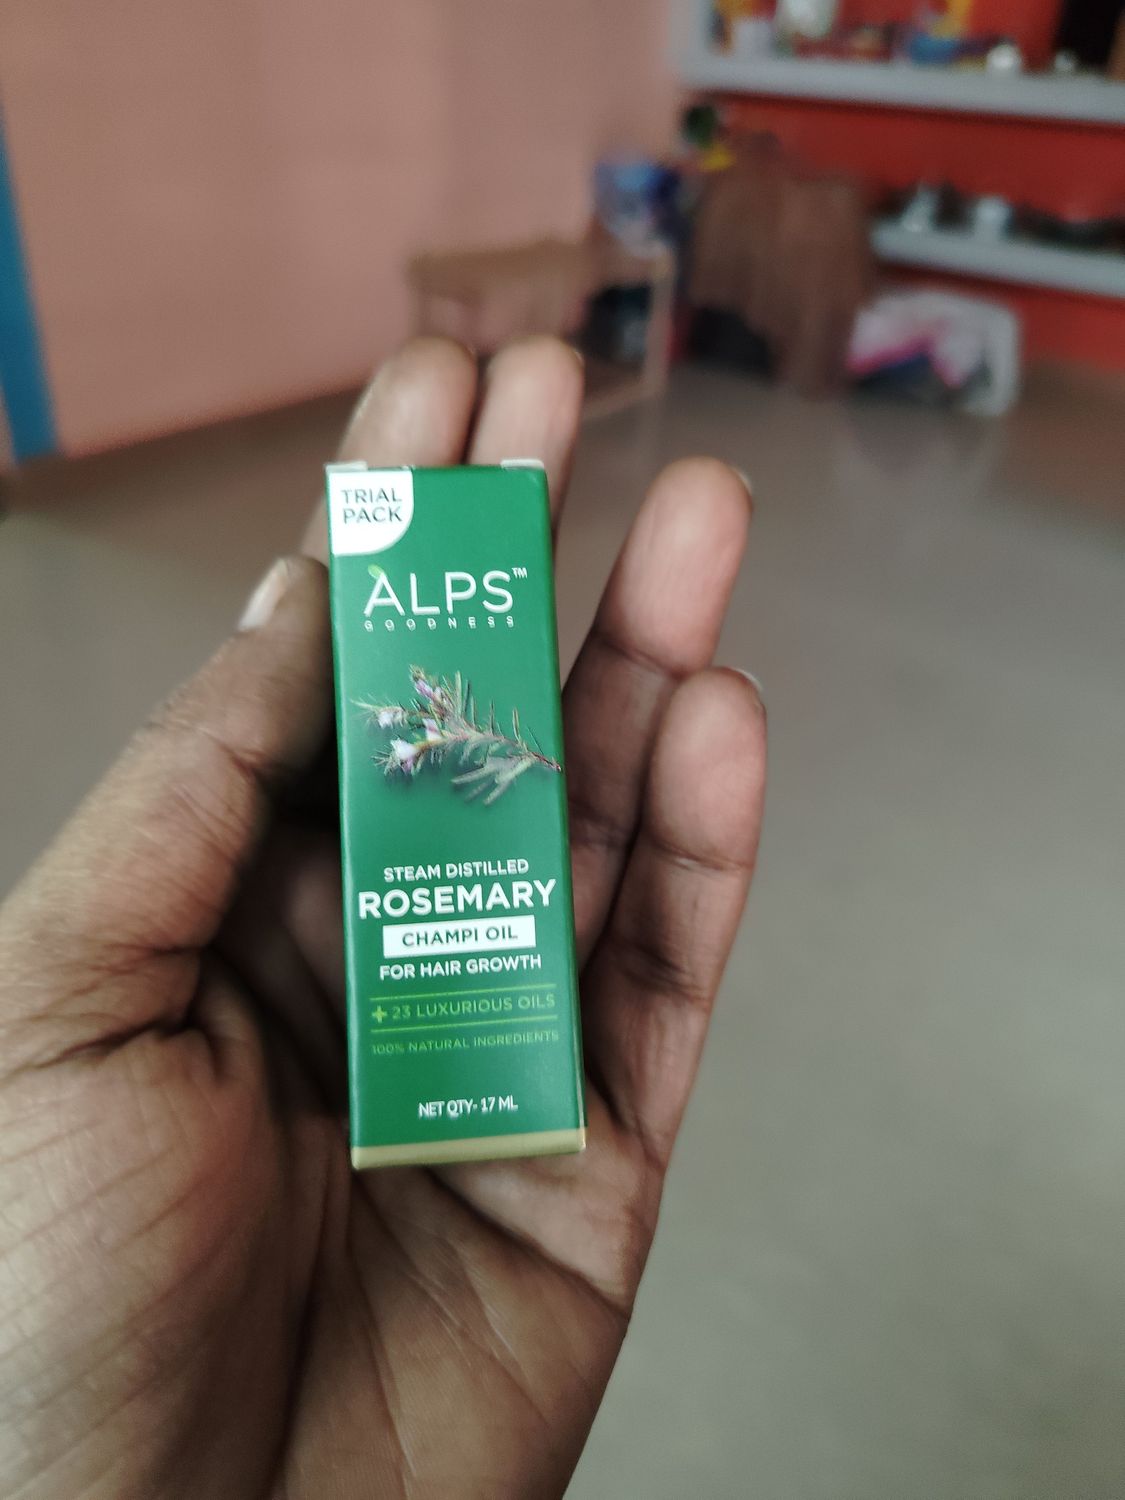 TRIAL
PACK
ALPS™
GOODNESS
STEAM DISTILLED
ROSEMARY
CHAMPI OIL
FOR HAIR GROWTH
+ 23 LUXURIOUS OILS
100% NATURAL INGREDIENTS
NET QTY- 17 ML